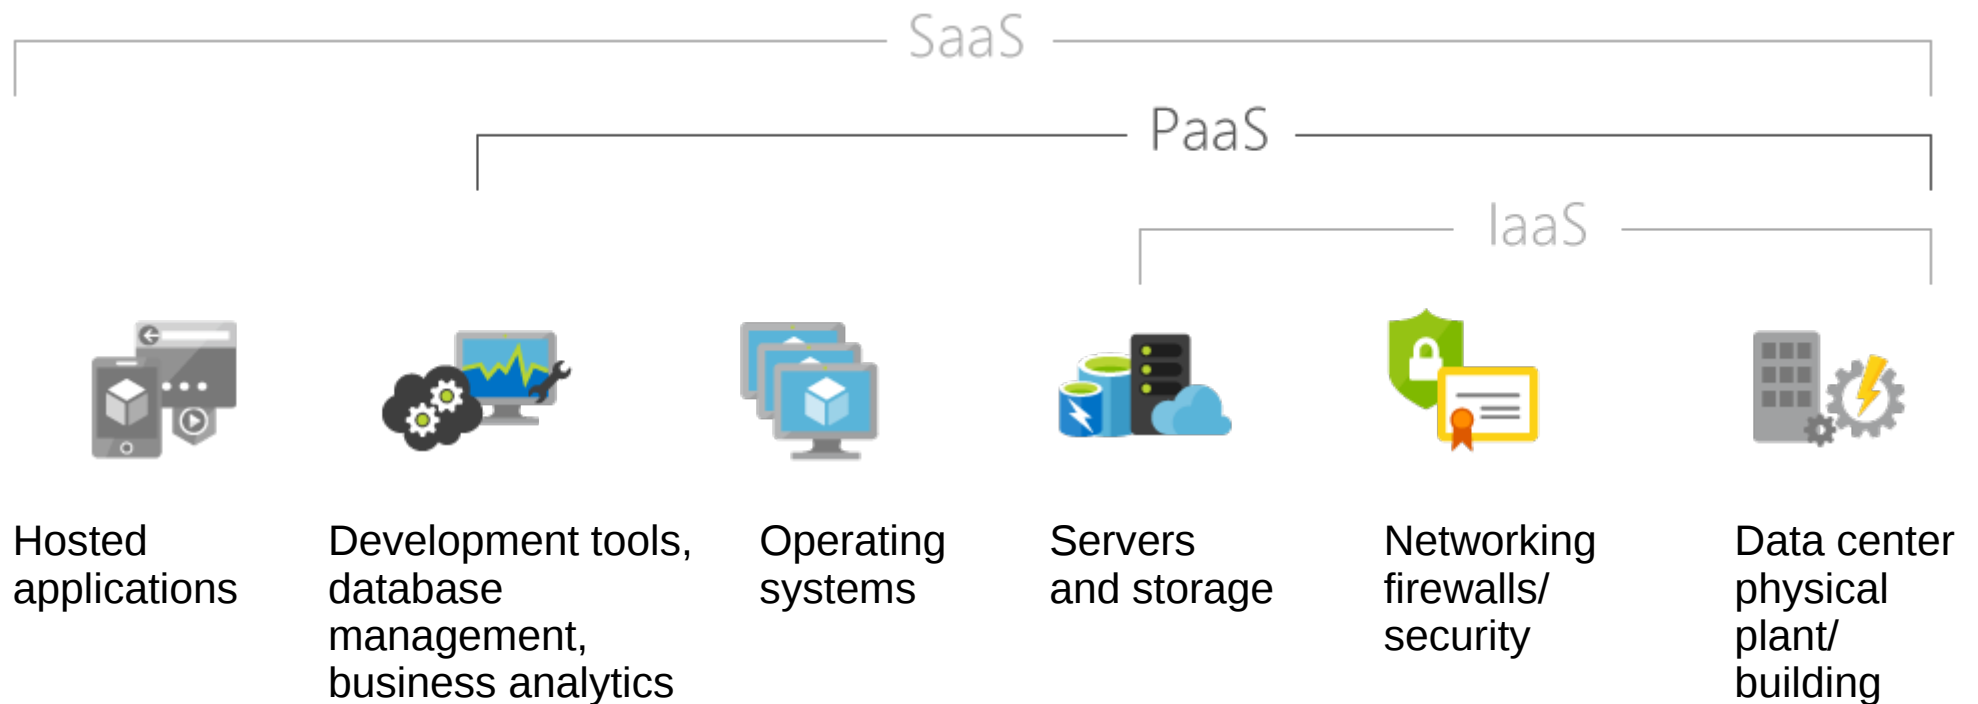 SaaS
PaaS
IaaS
Hosted
applications
Development tools,
database
management,
business analytics
Operating
systems
Servers
and storage
Networking
firewalls/
security
Data center
physical
plant/
building